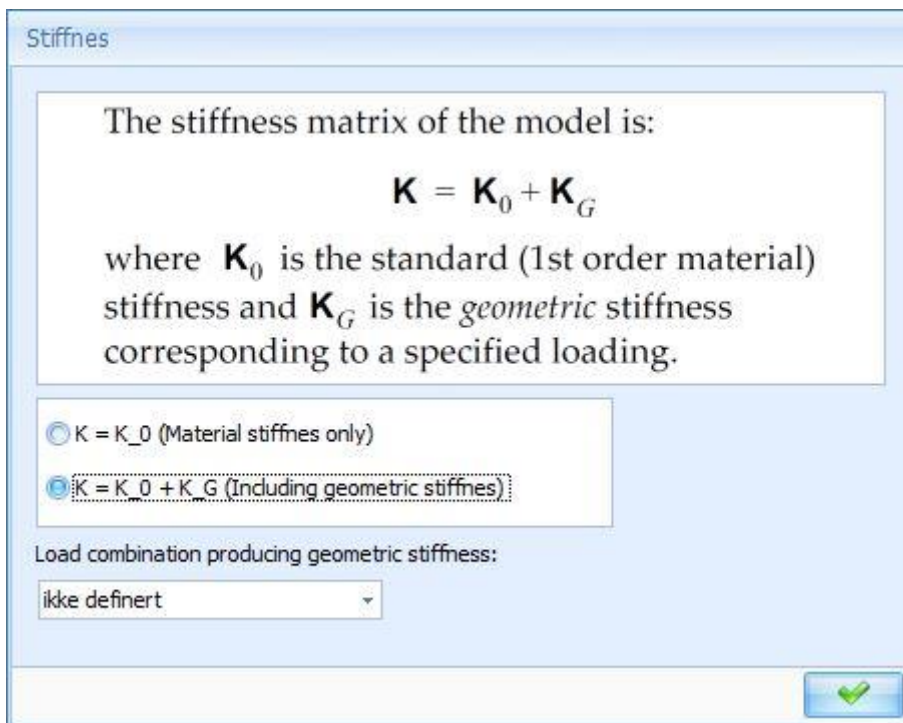 Stiffnes
The stiffness matrix of the model is:
K = K₀ + K_G
where K₀ is the standard (1st order material)
stiffness and K_G is the geometric stiffness
corresponding to a specified loading.
K = K_0 (Material stiffnes only)
K = K_0 + K_G (Including geometric stiffnes)
Load combination producing geometric stiffness:
ikke definert